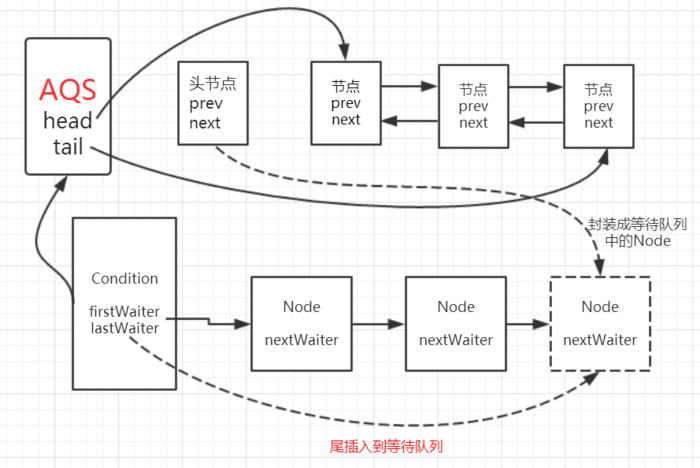 AQS
head
tail
头节点
prev
next
节点
prev
next
节点
prev
next
节点
prev
next
封装成等待队列
中的Node
Condition
firstWaiter
lastWaiter
Node
nextWaiter
Node
nextWaiter
Node
nextWaiter
尾插入到等待队列